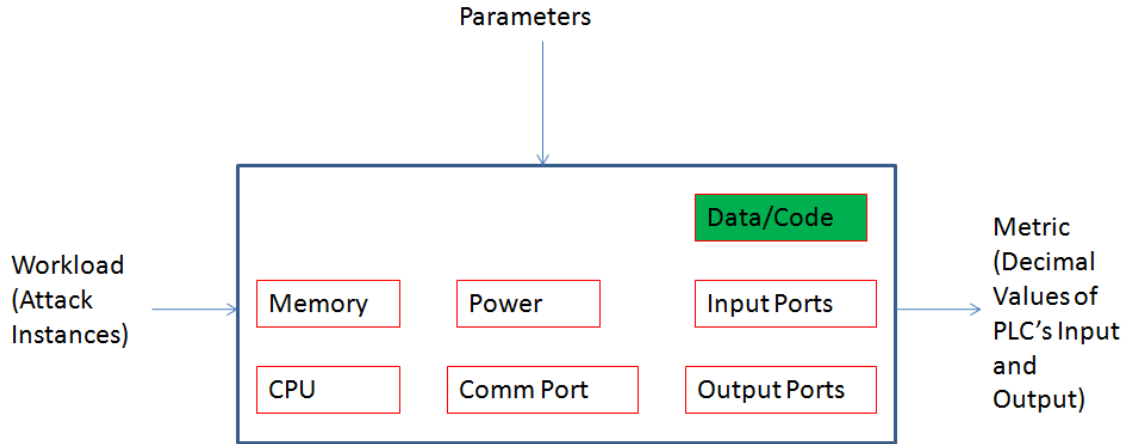 Parameters
Data/Code
Workload
(Attack
Instances)
Memory
Power
Input Ports
Metric
(Decimal
Values of
PLC’s Input
and
Output)
CPU
Comm Port
Output Ports